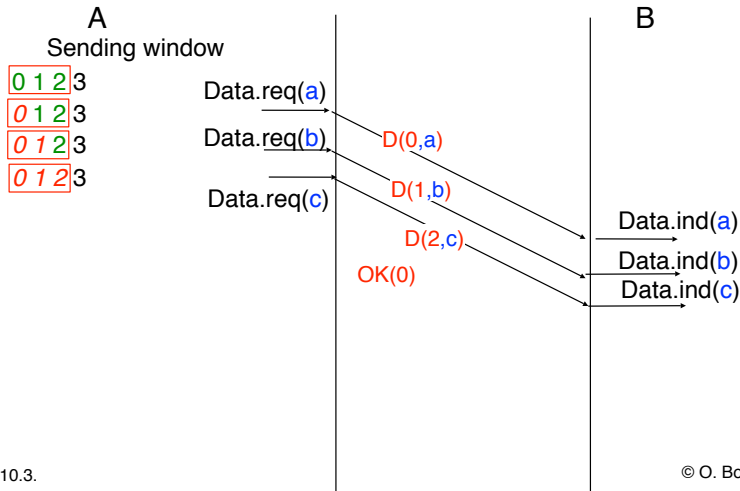 A
B
Sending window
0 1 2 3
Data.req(a)
0 1 2 3
Data.req(b)
D(0,a)
0 1 2 3
0 1 2 3
D(1,b)
Data.req(c)
Data.ind(a)
D(2,c)
Data.ind(b)
OK(0)
Data.ind(c)
10.3.
© O. Bo